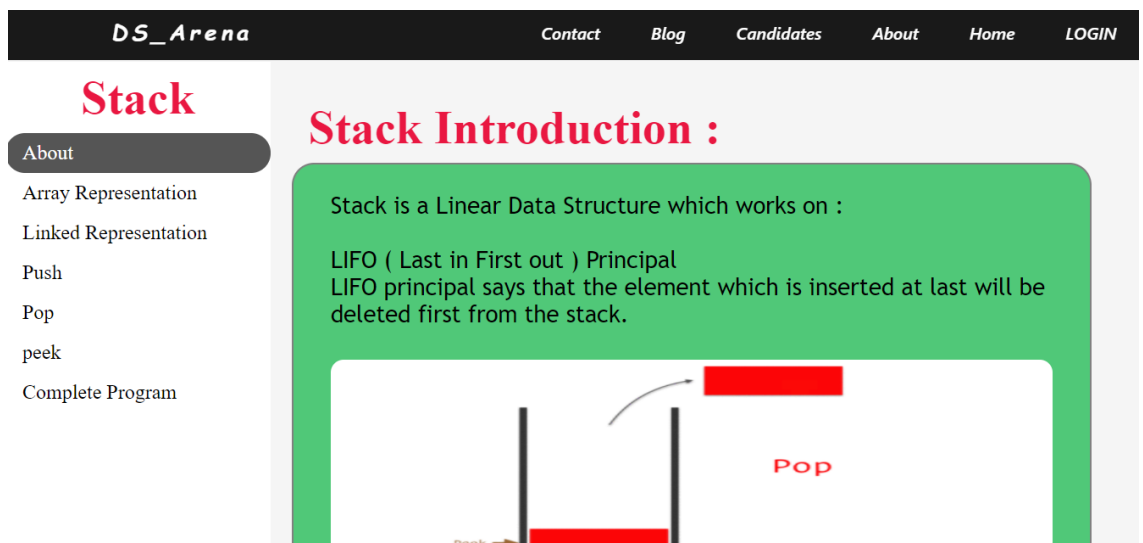 DS_Arena
Contact Blog Candidates About Home LOGIN
Stack
About
Array Representation
Linked Representation
Push
Pop
peek
Complete Program
Stack Introduction :
Stack is a Linear Data Structure which works on :
LIFO ( Last in First out ) Principal
LIFO principal says that the element which is inserted at last will be
deleted first from the stack.
Pop